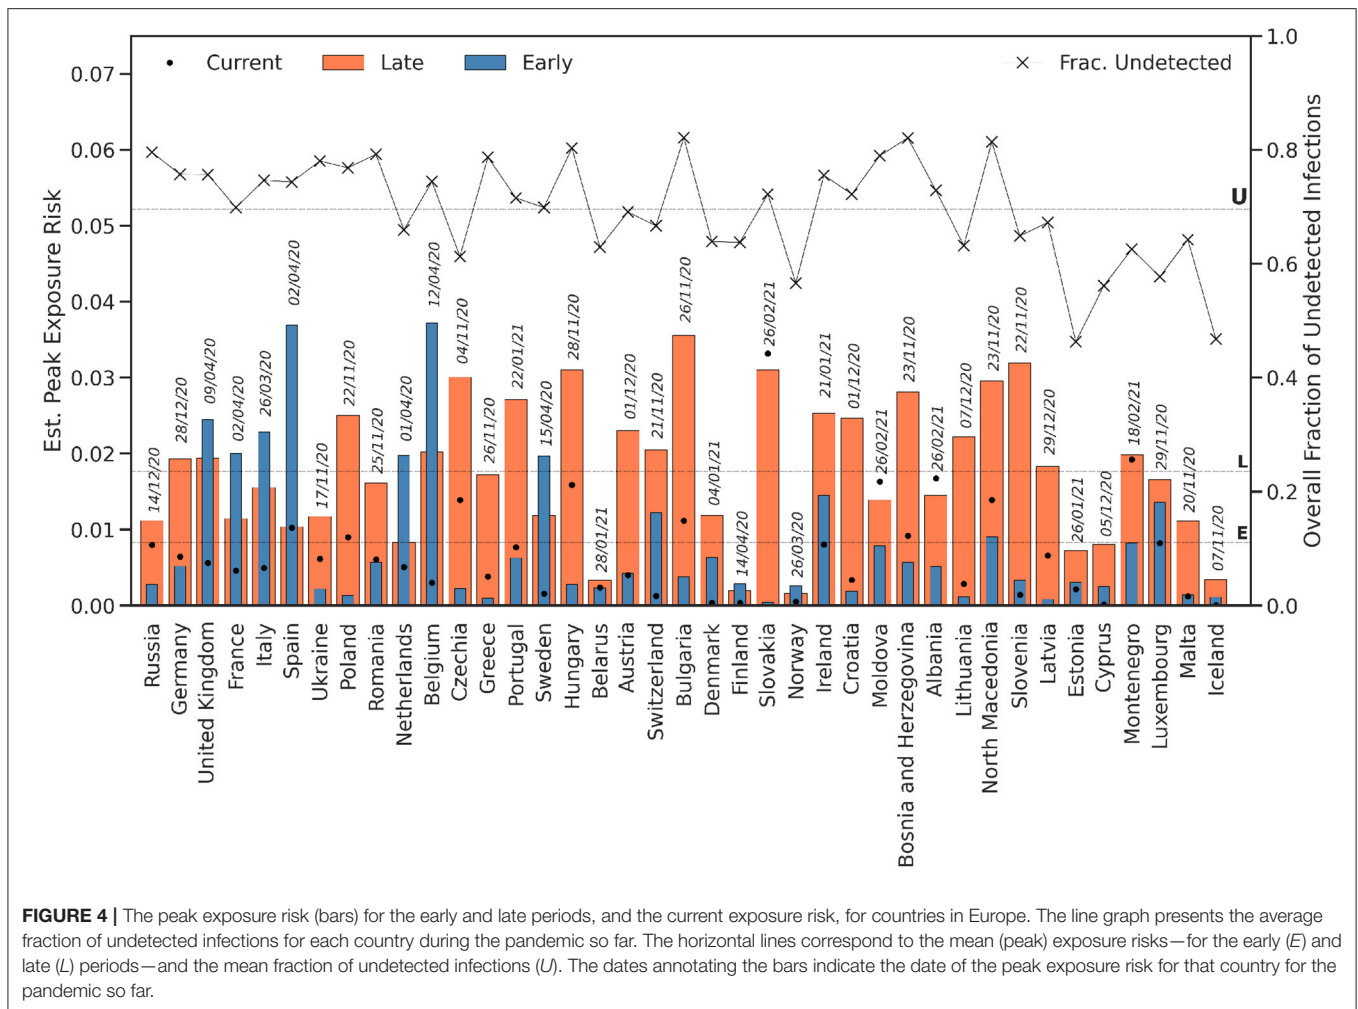 Current Late Early Frac. Undetected
Est. Peak Exposure Risk
0.07
0.06
0.05
0.04
0.03
0.02
0.01
0.00
Overall Fraction of Undetected Infections
1.0
0.8
0.6
0.4
0.2
0.0
U
L
E
14/12/20
28/12/20
09/04/20
02/04/20
26/03/20
02/04/20
17/11/20
22/11/20
25/11/20
01/04/20
12/04/20
04/11/20
26/11/20
22/01/21
15/04/20
28/11/20
28/01/21
01/12/20
21/11/20
26/11/20
04/01/21
14/04/20
26/02/21
26/03/20
21/01/21
01/12/20
26/02/21
23/11/20
26/02/21
07/12/20
23/11/20
22/11/20
29/12/20
26/01/21
05/12/20
18/02/21
29/11/20
20/11/20
07/11/20
Russia
Germany
United Kingdom
France
Italy
Spain
Ukraine
Poland
Romania
Netherlands
Belgium
Czechia
Greece
Portugal
Sweden
Hungary
Belarus
Austria
Switzerland
Bulgaria
Denmark
Finland
Slovakia
Norway
Ireland
Croatia
Moldova
Bosnia and Herzegovina
Albania
Lithuania
North Macedonia
Slovenia
Latvia
Estonia
Cyprus
Montenegro
Luxembourg
Malta
Iceland
FIGURE 4 | The peak exposure risk (bars) for the early and late periods, and the current exposure risk, for countries in Europe. The line graph presents the average
fraction of undetected infections for each country during the pandemic so far. The horizontal lines correspond to the mean (peak) exposure risks—for the early (E) and
late (L) periods—and the mean fraction of undetected infections (U). The dates annotating the bars indicate the date of the peak exposure risk for that country for the
pandemic so far.